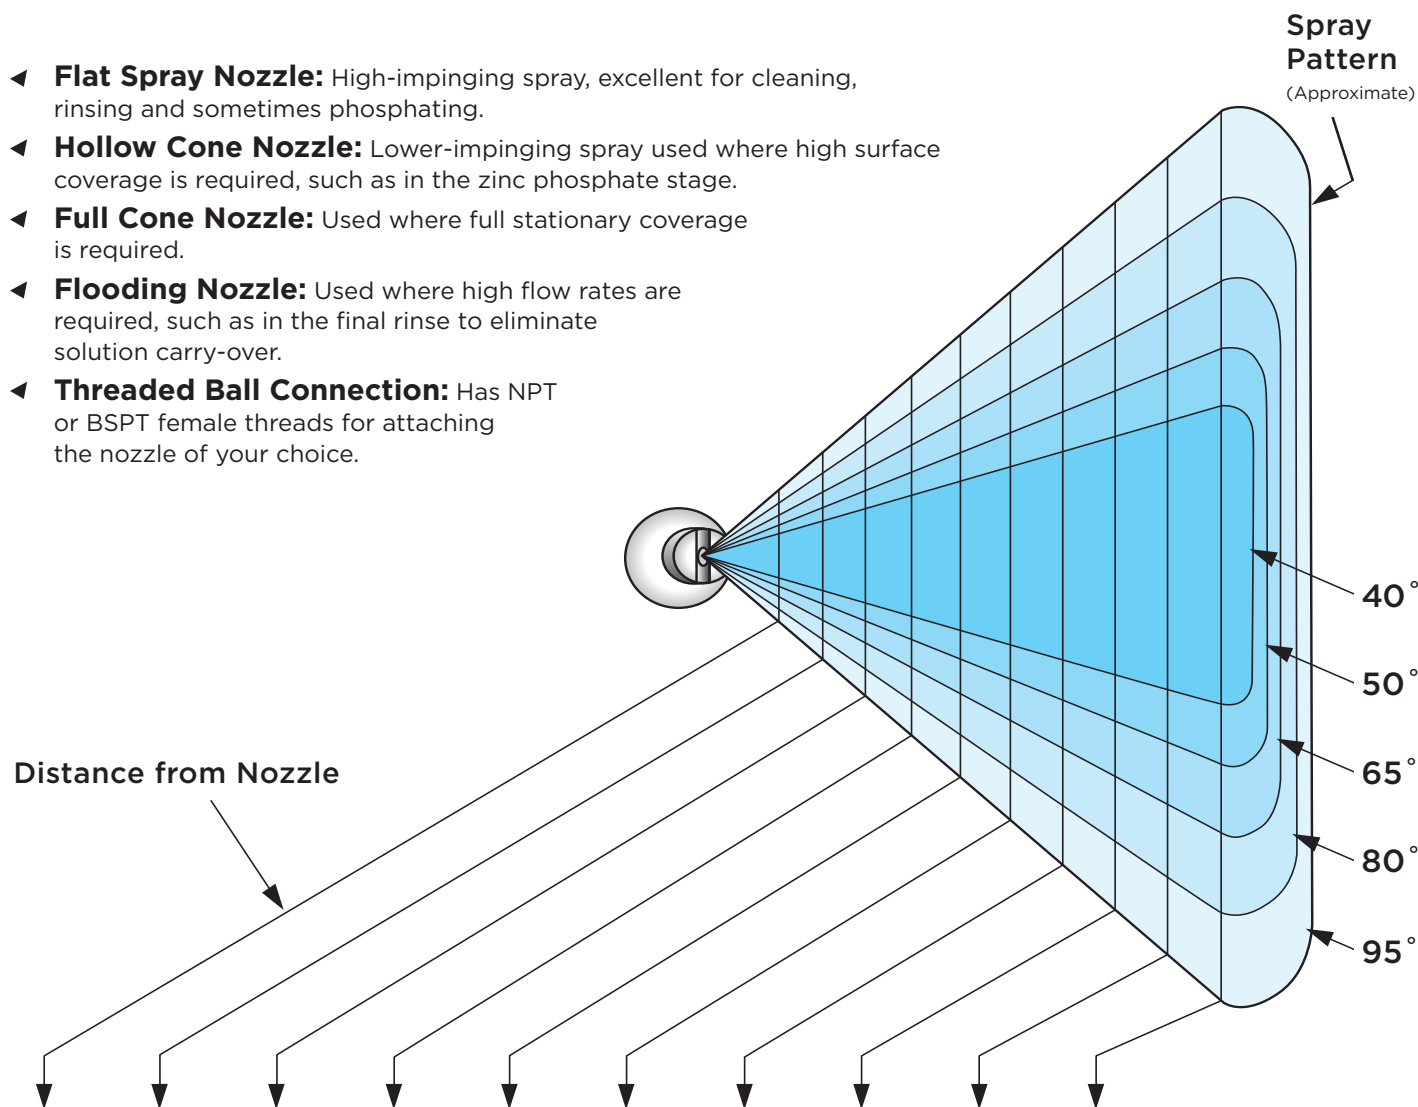 Spray
Pattern
(Approximate)
Flat Spray Nozzle: High-impinging spray, excellent for cleaning,
rinsing and sometimes phosphating.
Hollow Cone Nozzle: Lower-impinging spray used where high surface
coverage is required, such as in the zinc phosphate stage.
Full Cone Nozzle: Used where full stationary coverage
is required.
Flooding Nozzle: Used where high flow rates are
required, such as in the final rinse to eliminate
solution carry-over.
Threaded Ball Connection: Has NPT
or BSPT female threads for attaching
the nozzle of your choice.
40°
50°
65°
80°
95°
Distance from Nozzle